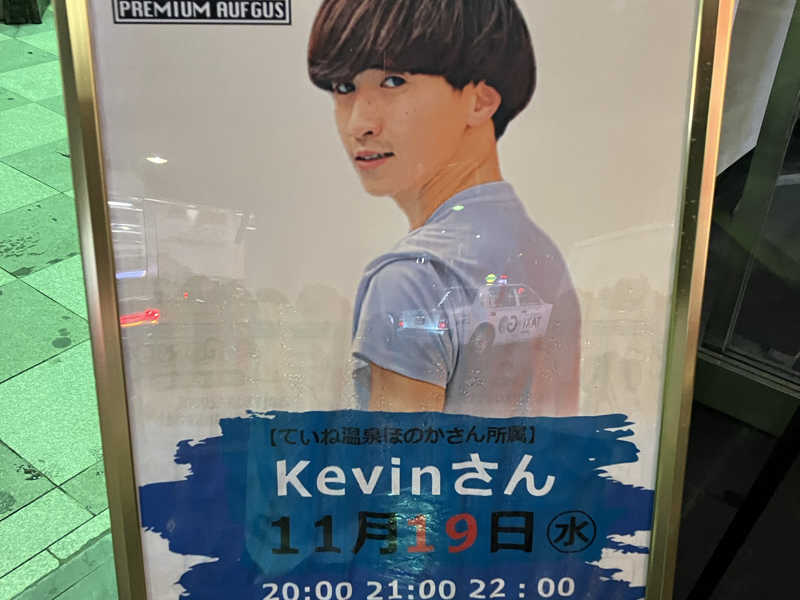 PREMIUM AUFGUS
【ていね温泉ほのかさん所属】
Kevinさん
11月19日㊌
20:00 21:00 22:00
TAXI